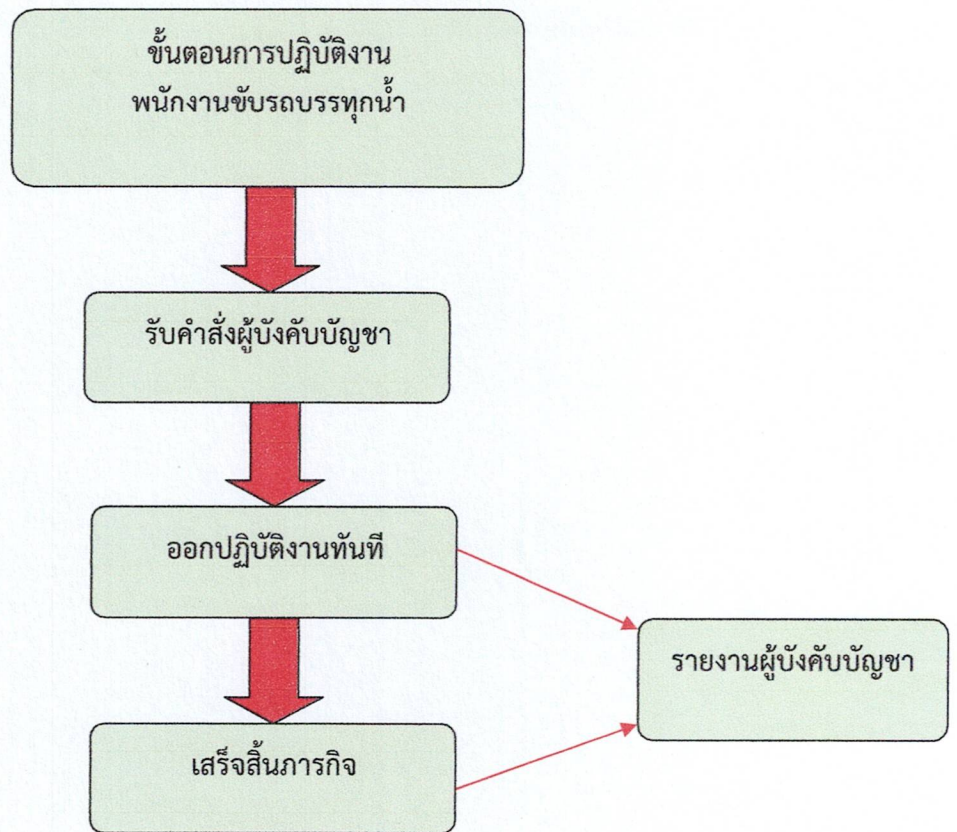 ขั้นตอนการปฏิบัติงาน
พนักงานขับรถบรรทุกน้ำ
รับคำสั่งผู้บังคับบัญชา
ออกปฏิบัติงานทันที
รายงานผู้บังคับบัญชา
เสร็จสิ้นภารกิจ